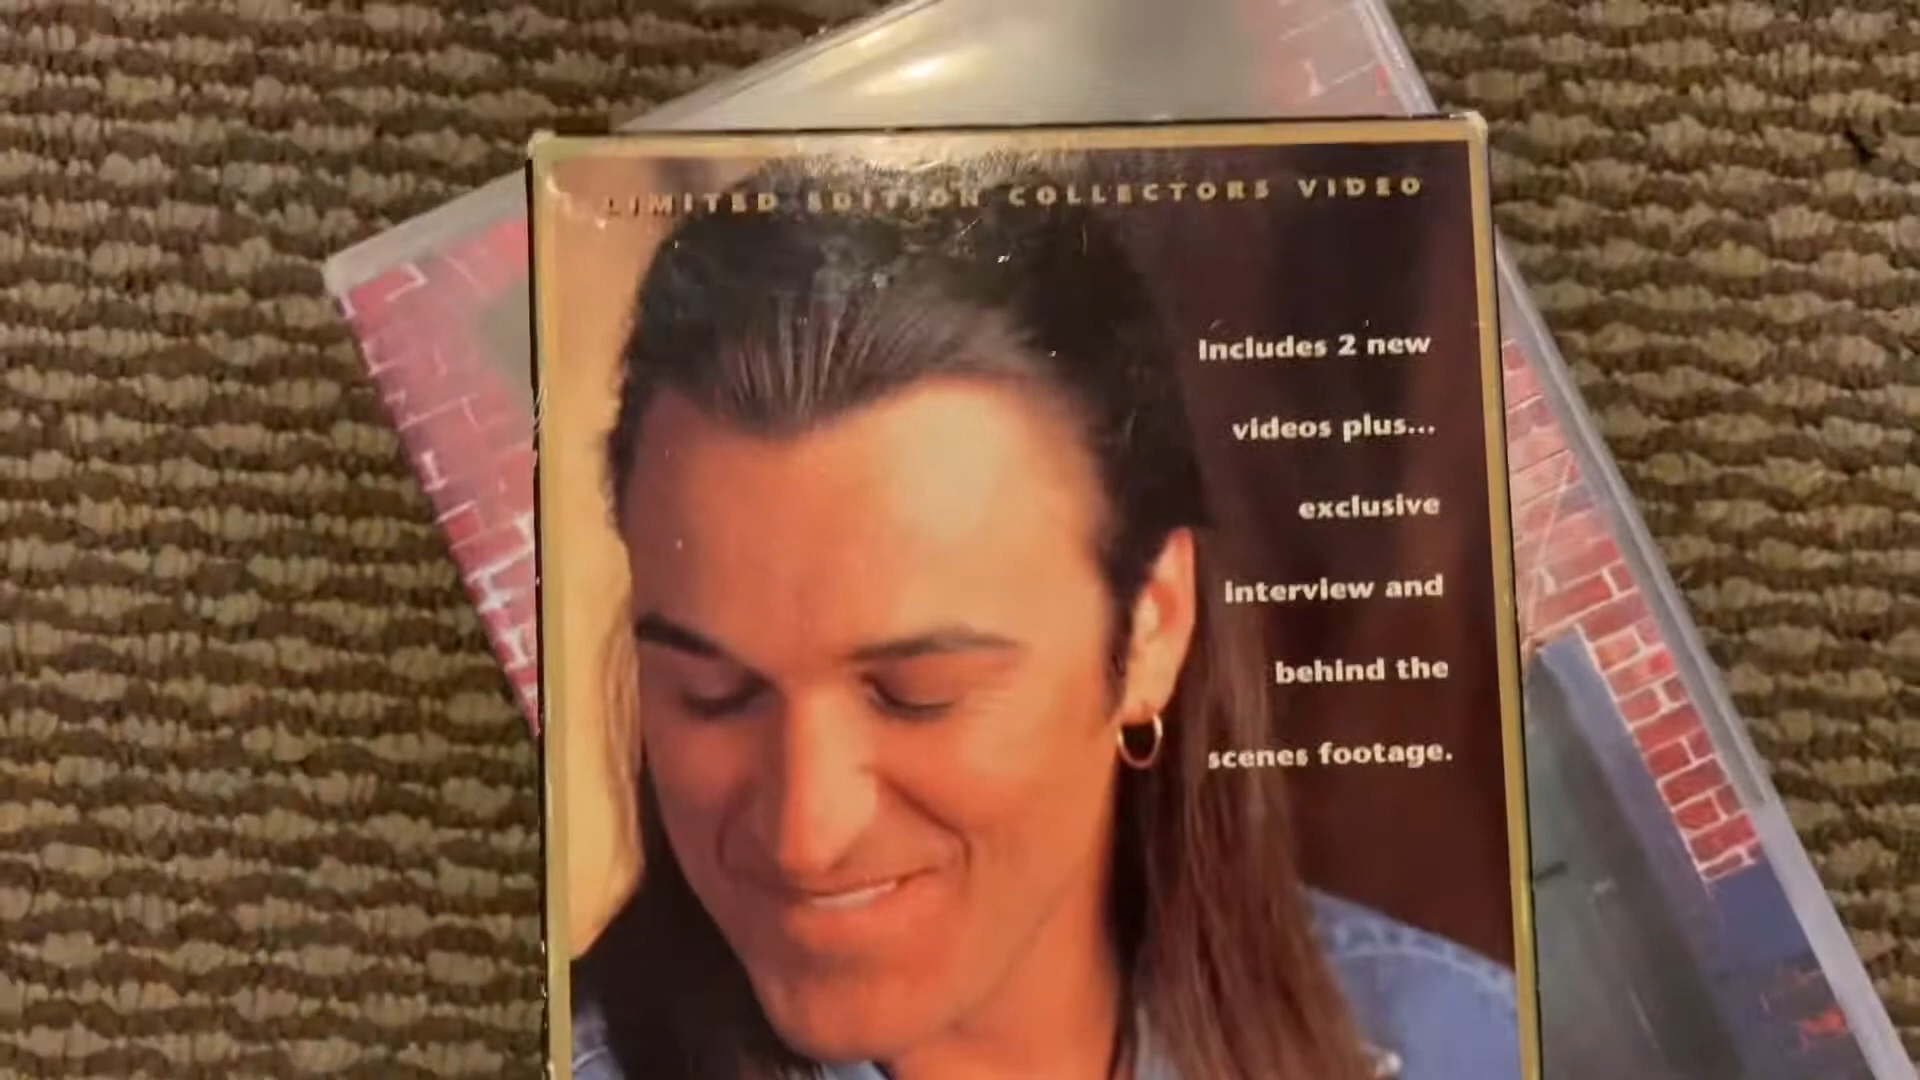 LIMITED EDITION COLLECTORS VIDEO
Includes 2 new
videos plus...
exclusive
interview and
behind the
scenes footage.